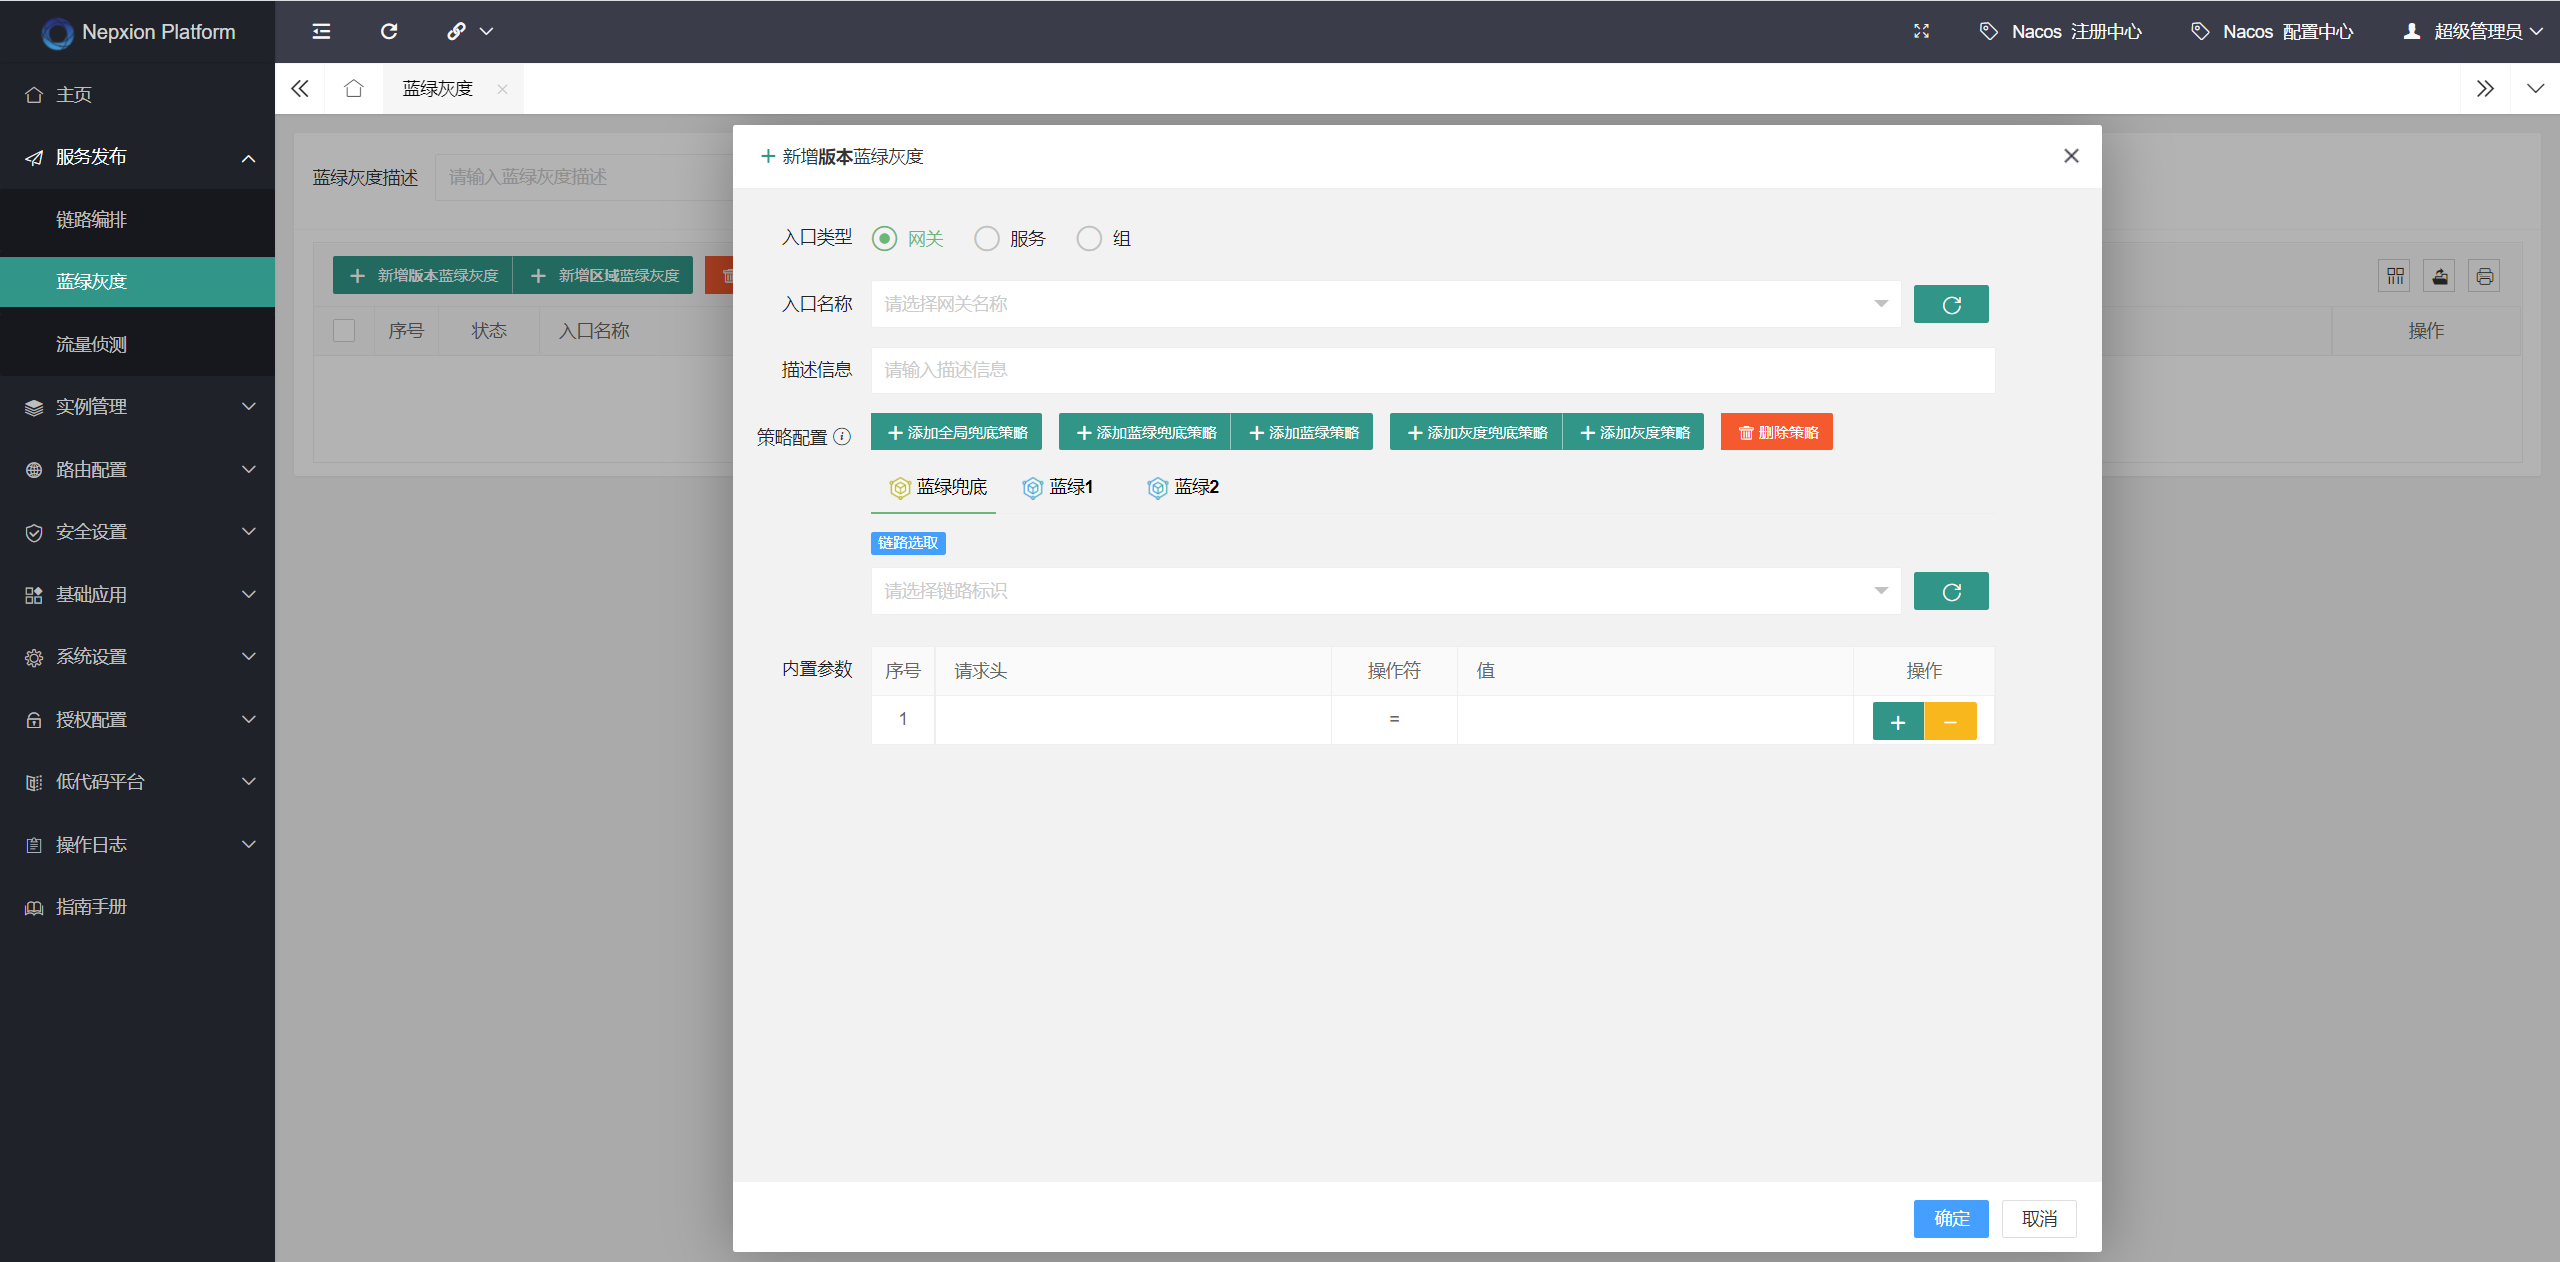 Nepxion Platform
Nacos 注册中心
Nacos 配置中心
超级管理员
主页
服务发布
链路编排
蓝绿灰度
流量侦测
实例管理
路由配置
安全设置
基础应用
系统设置
授权配置
低代码平台
操作日志
指南手册
蓝绿灰度
蓝绿灰度描述 请输入蓝绿灰度描述
新增版本蓝绿灰度 新增区域蓝绿灰度
序号 状态 入口名称 操作
新增版本蓝绿灰度
入口类型 网关 服务 组
入口名称 请选择网关名称
描述信息 请输入描述信息
策略配置 添加全局兜底策略 添加蓝绿兜底策略 添加蓝绿策略 添加灰度兜底策略 添加灰度策略 删除策略
蓝绿兜底 蓝绿1 蓝绿2
链路选取
请选择链路标识
内置参数 序号 请求头 操作符 值 操作
1 =
确定 取消